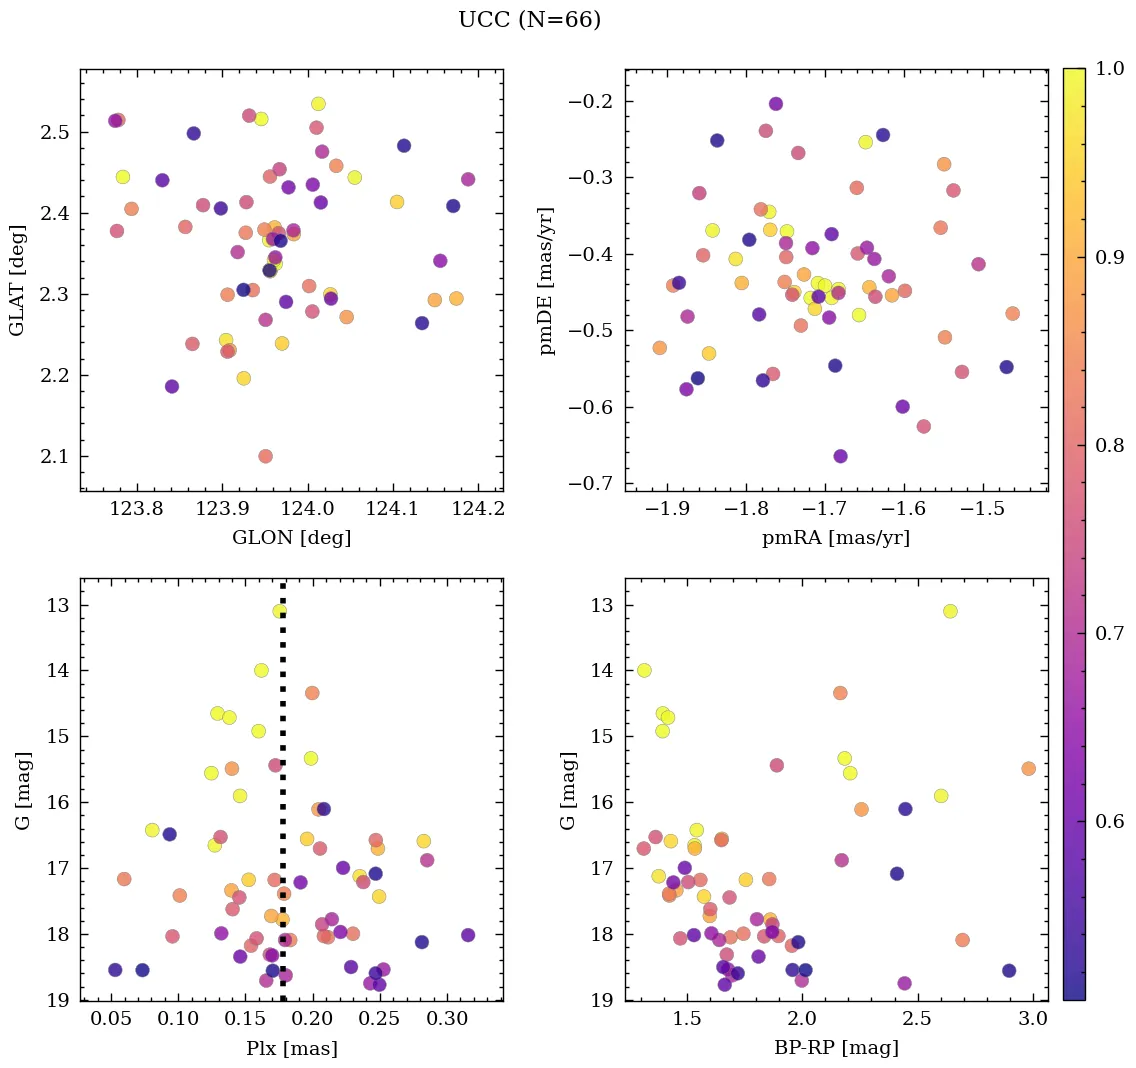 UCC (N=66)
2.5
2.4
2.3
2.2
2.1
GLAT [deg]
123.8 123.9 124.0 124.1 124.2
GLON [deg]
−0.2
−0.3
−0.4
−0.5
−0.6
−0.7
pmDE [mas/yr]
−1.9 −1.8 −1.7 −1.6 −1.5
pmRA [mas/yr]
1.0
0.9
0.8
0.7
0.6
13
14
15
16
17
18
19
G [mag]
0.05 0.10 0.15 0.20 0.25 0.30
Plx [mas]
13
14
15
16
17
18
19
G [mag]
1.5 2.0 2.5 3.0
BP-RP [mag]